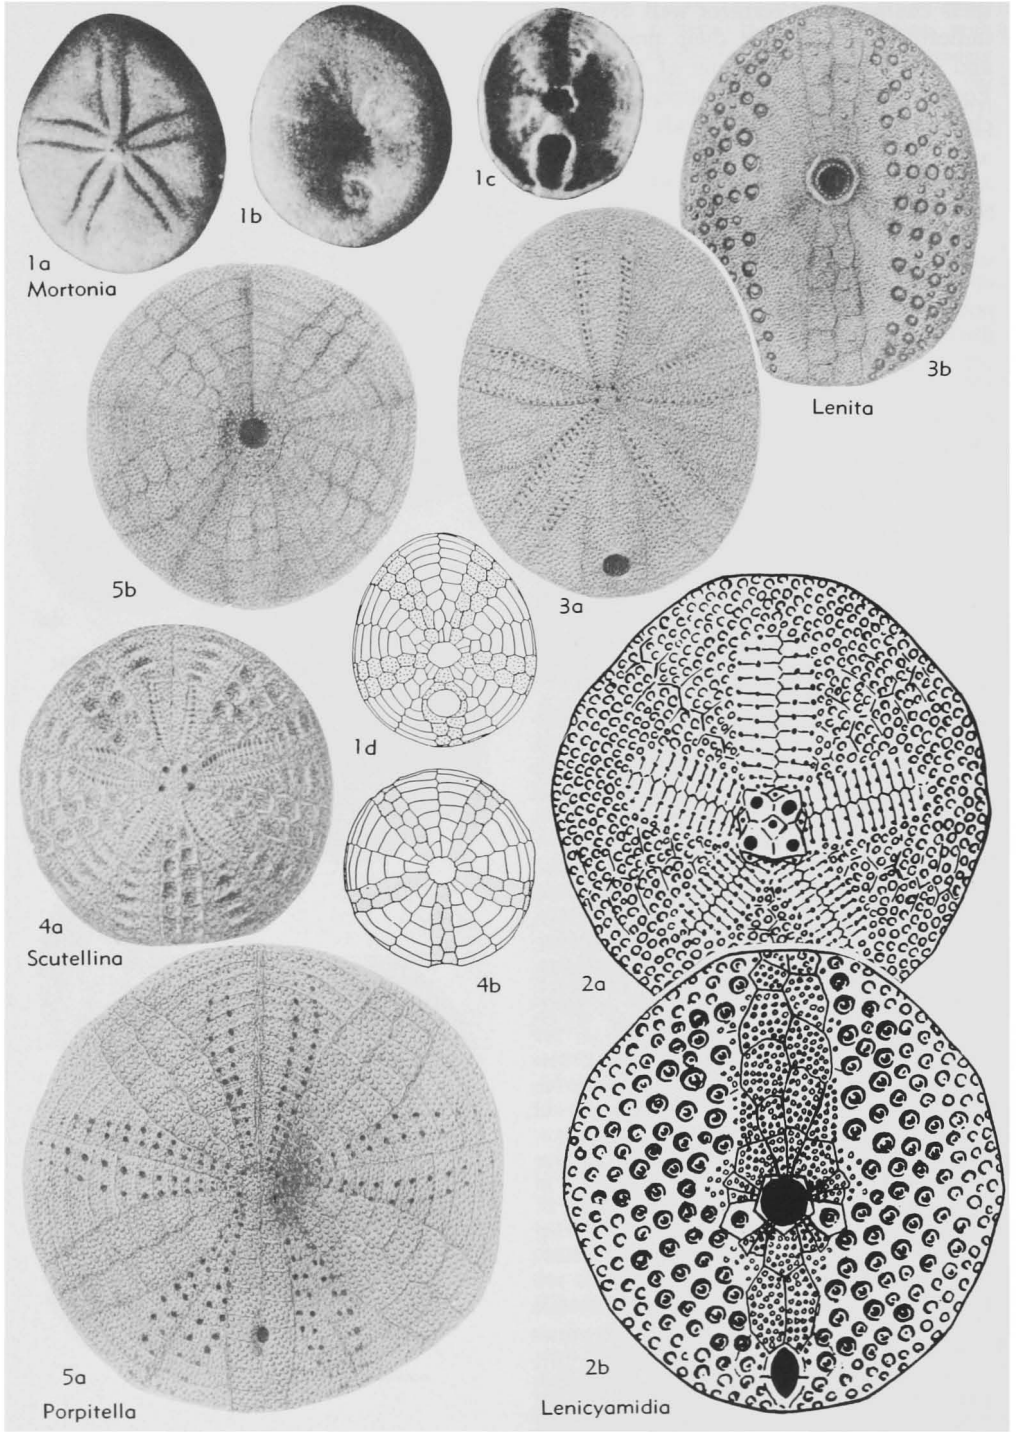 1a
Mortonia
1b
1c
3b
Lenita
5b
3a
1d
4a
Scutellina
4b
2a
5a
Porpitella
2b
Lenicyamidia